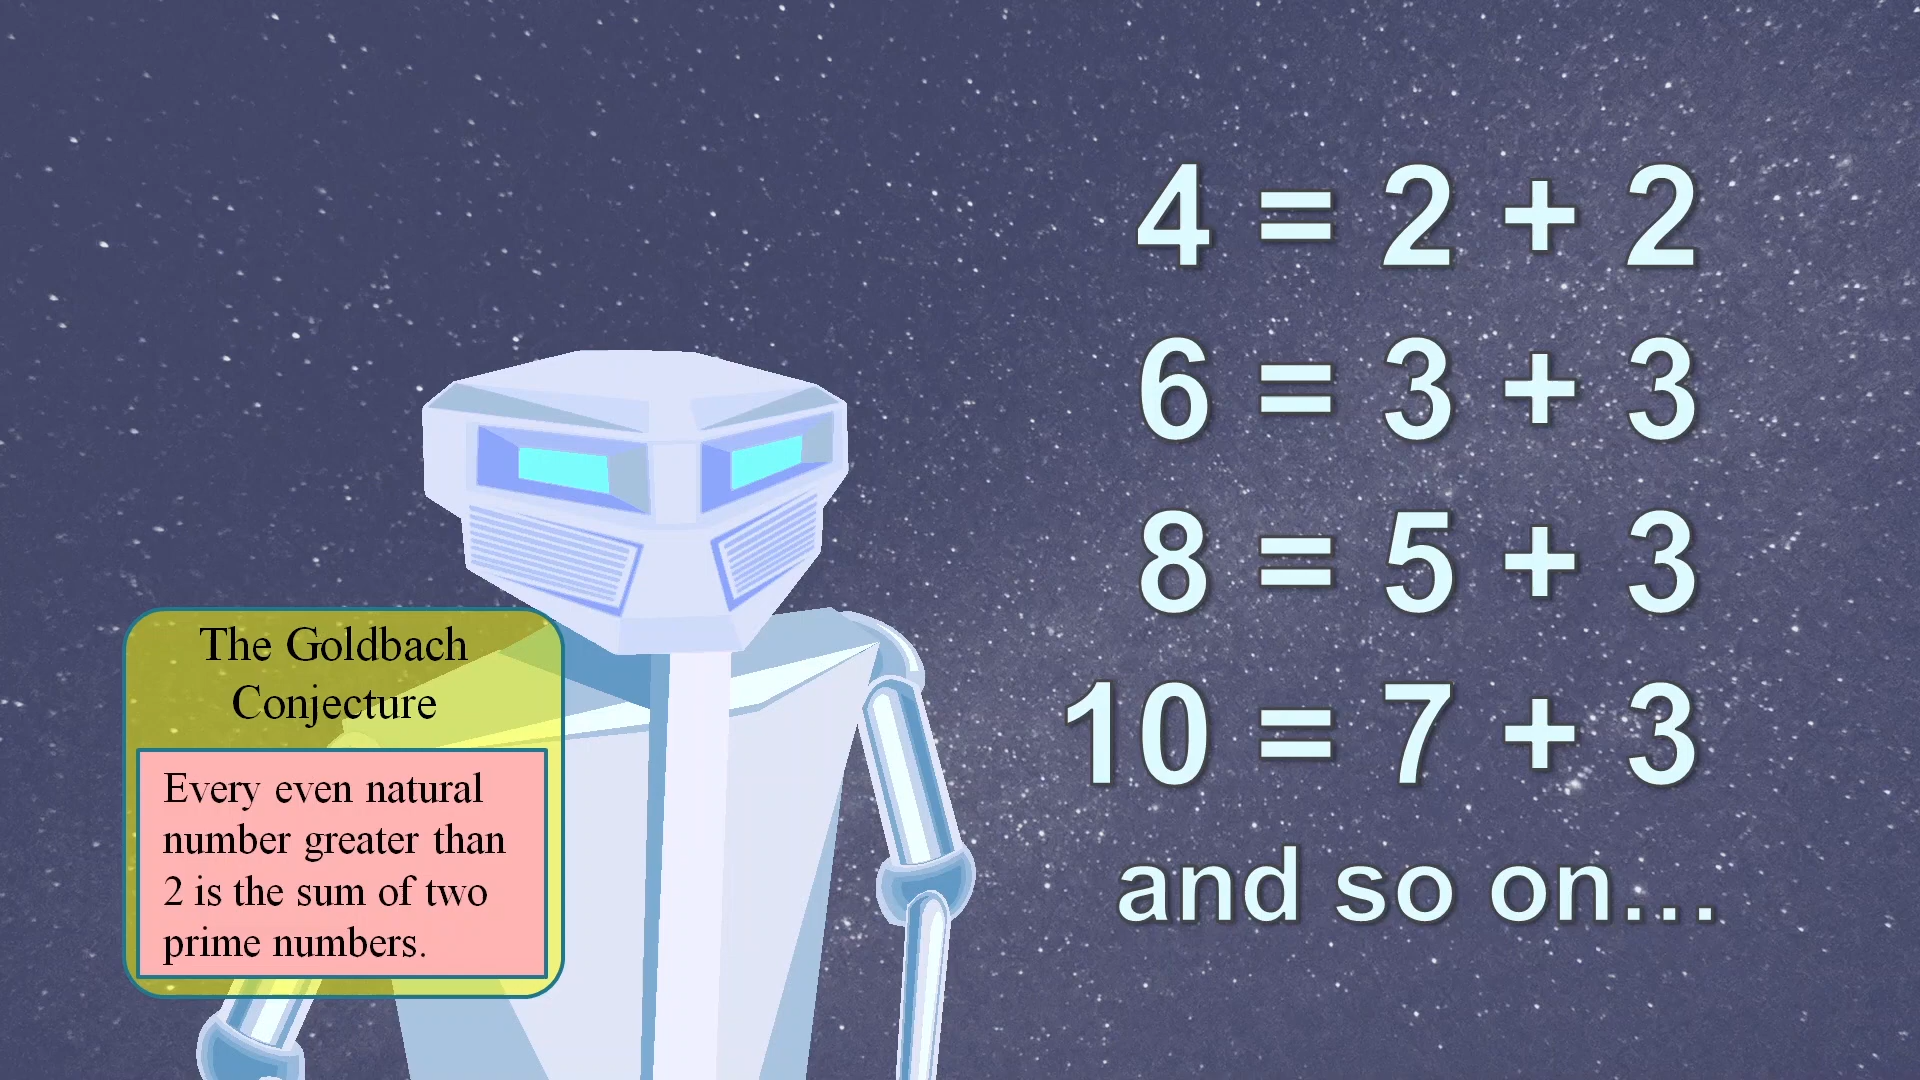 4 = 2 + 2
6 = 3 + 3
8 = 5 + 3
10 = 7 + 3
and so on...
The Goldbach
Conjecture
Every even natural
number greater than
2 is the sum of two
prime numbers.